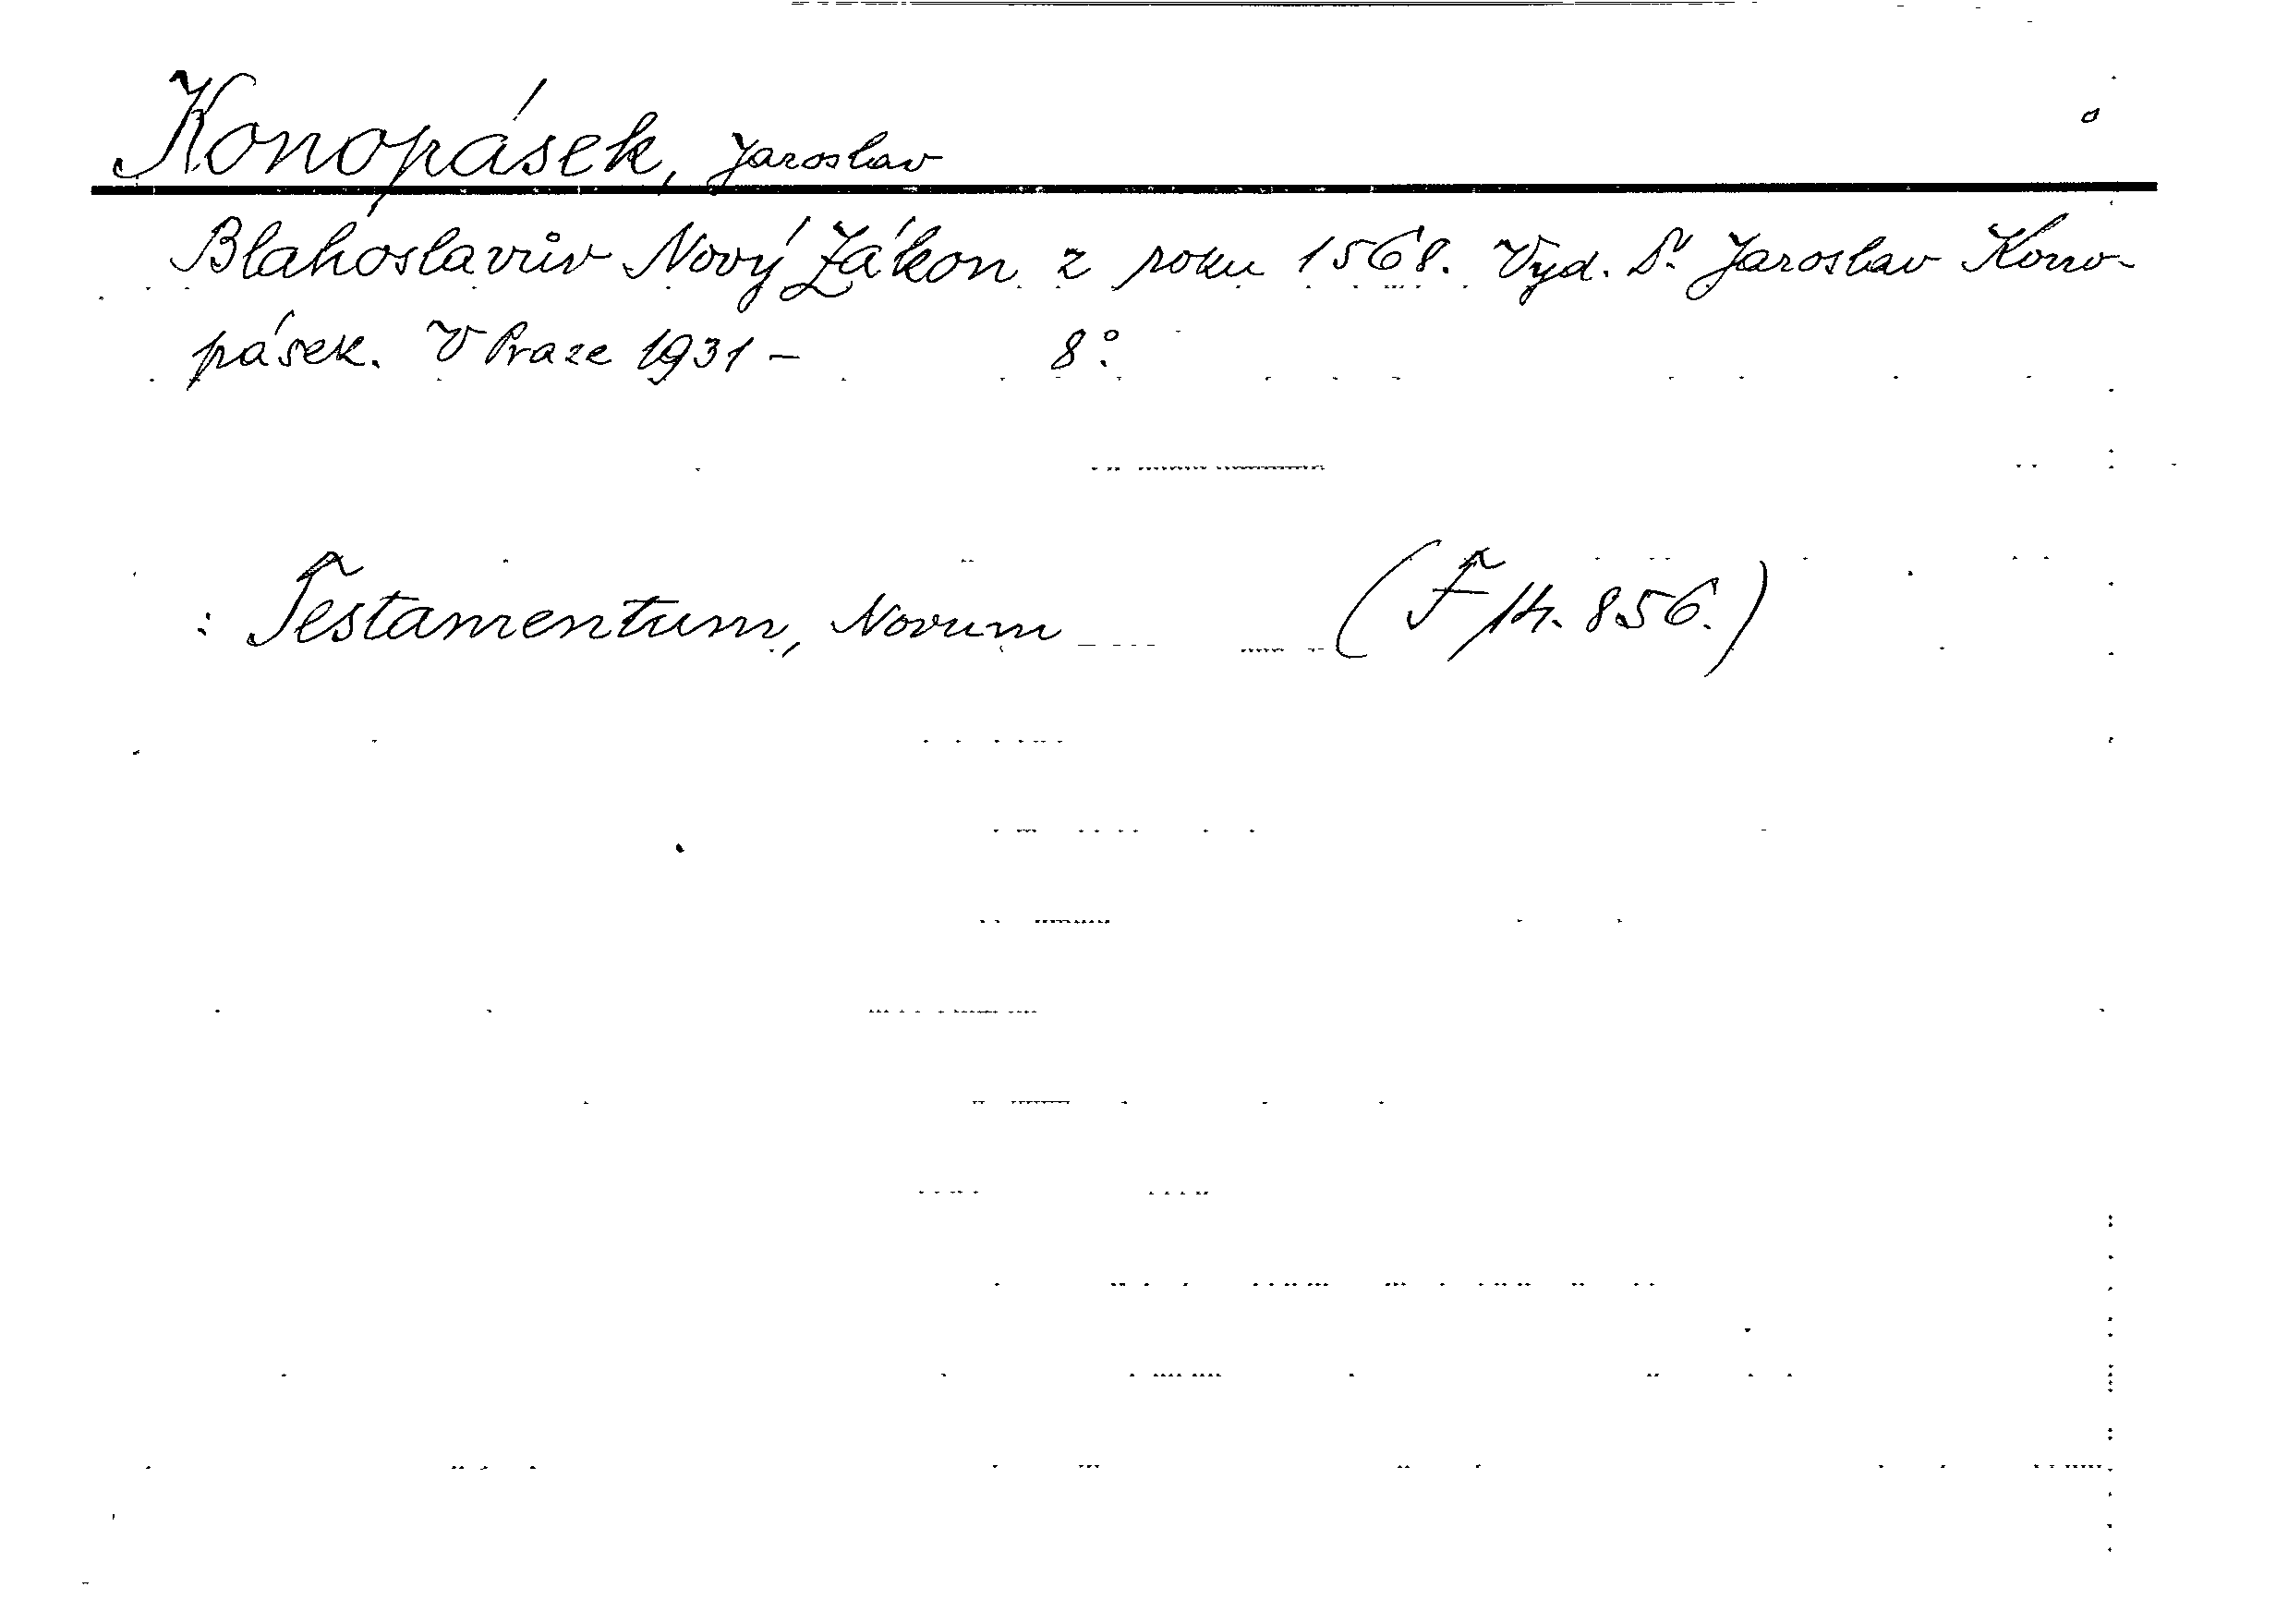 Konopásek, Jaroslav
Blahoslavův Nový Zákon z roku 1568. Vyd. Dr. Jaroslav Kono-
pásek. V Praze 1931 - 8°.
: Testamentum, Novum (F 14. 856.)